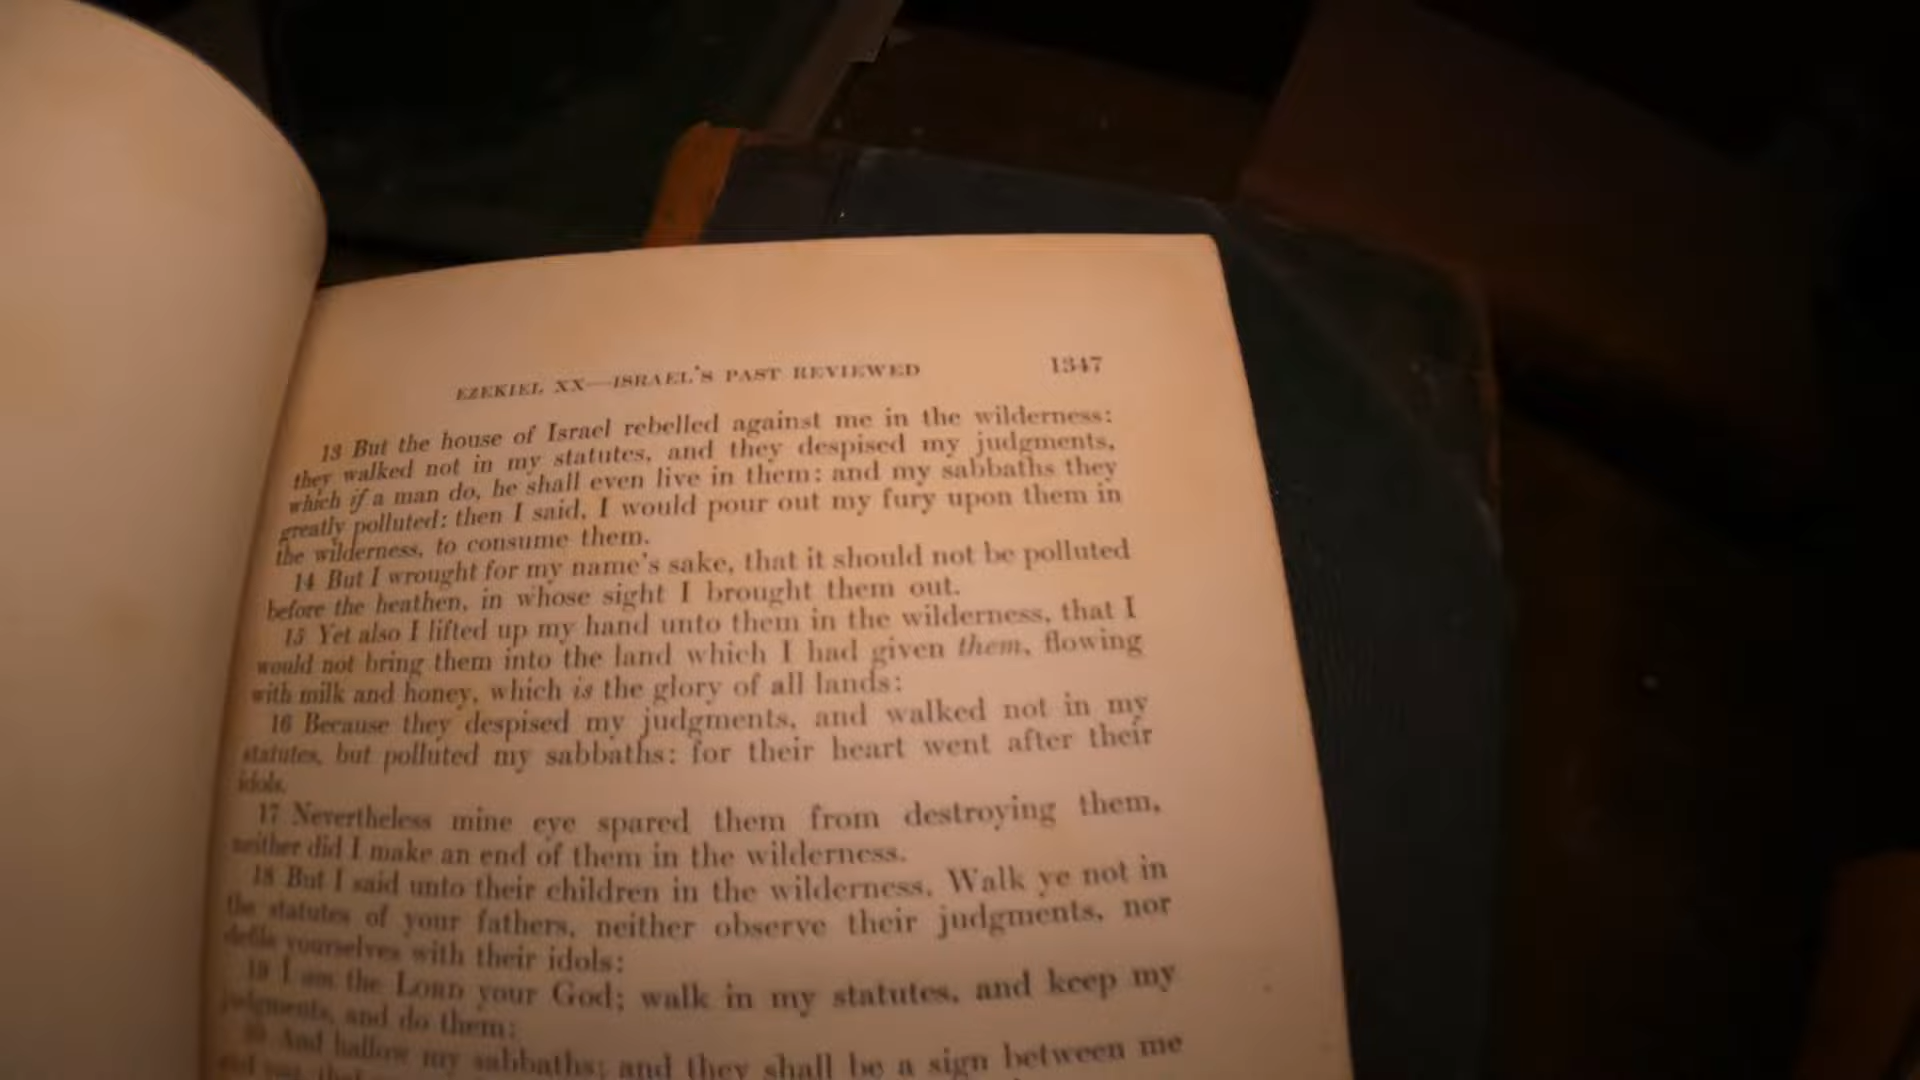 EZEKIEL XX—ISRAEL'S PAST REVIEWED 1347
13 But the house of Israel rebelled against me in the wilderness:
they walked not in my statutes, and they despised my judgments,
which if a man do, he shall even live in them; and my sabbaths they
greatly polluted: then I said, I would pour out my fury upon them in
the wilderness, to consume them.
14 But I wrought for my name's sake, that it should not be polluted
before the heathen, in whose sight I brought them out.
15 Yet also I lifted up my hand unto them in the wilderness, that I
would not bring them into the land which I had given them, flowing
with milk and honey, which is the glory of all lands:
16 Because they despised my judgments, and walked not in my
statutes, but polluted my sabbaths: for their heart went after their
idols.
17 Nevertheless mine eye spared them from destroying them,
neither did I make an end of them in the wilderness.
18 But I said unto their children in the wilderness, Walk ye not in
the statutes of your fathers, neither observe their judgments, nor
defile yourselves with their idols:
19 I am the LORD your God; walk in my statutes, and keep my
judgments, and do them:
20 And hallow my sabbaths; and they shall be a sign between me
and you, that